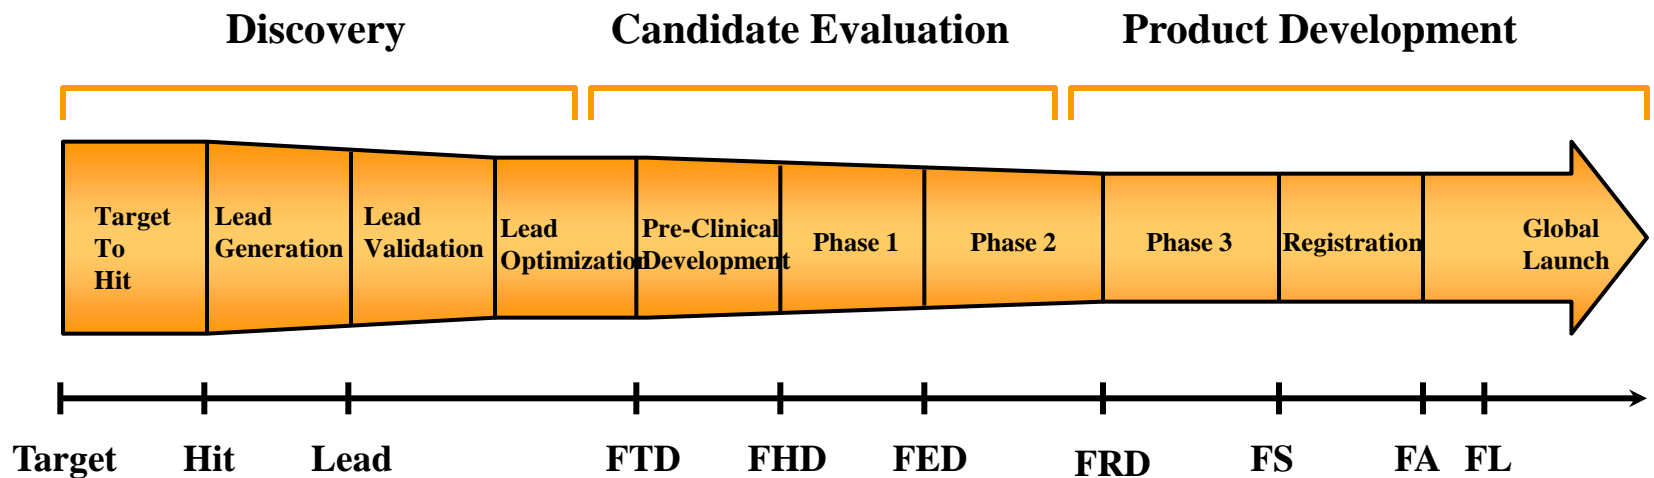 Discovery
Candidate Evaluation
Product Development
Target
To
Hit
Lead
Generation
Lead
Validation
Lead
Optimization
Pre-Clinical
Development
Phase 1
Phase 2
Phase 3
Registration
Global
Launch
Target
Hit
Lead
FTD
FHD
FED
FRD
FS
FA
FL